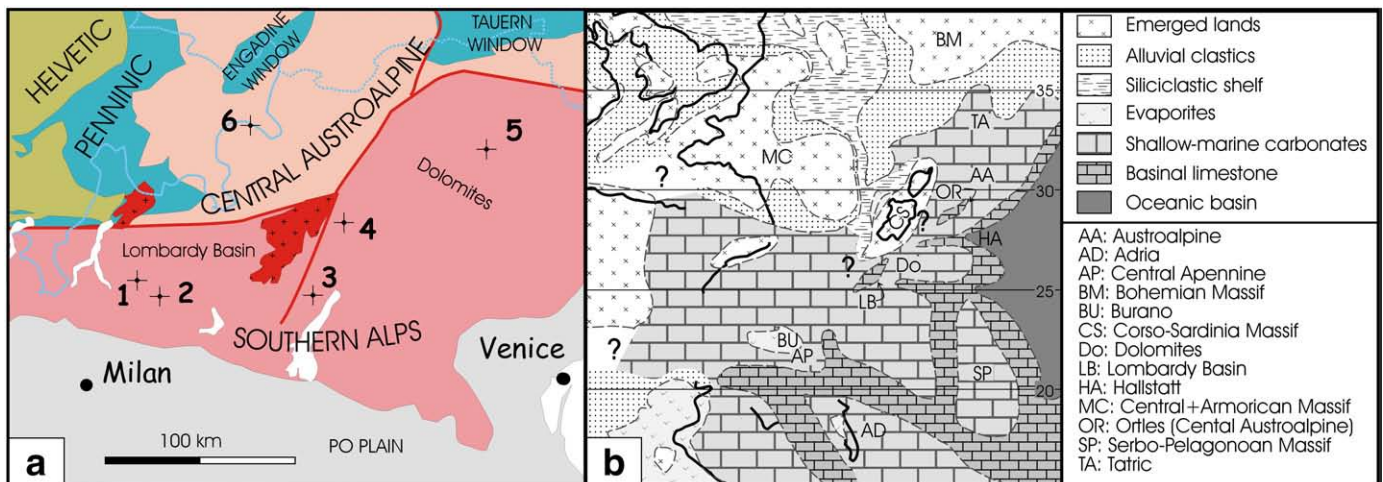 HELVETIC
PENNINIC
ENGADINE
WINDOW
TAUERN
WINDOW
CENTRAL AUSTROALPINE
6
5
Dolomites
4
Lombardy Basin
1
2
3
SOUTHERN ALPS
Milan
Venice
100 km
PO PLAIN
a
BM
35
TA
MC
?
AA
30
OR
CS
?
HA
?
Do
25
LB
BU
AP
?
SP
20
AD
b
Emerged lands
Alluvial clastics
Siliciclastic shelf
Evaporites
Shallow-marine carbonates
Basinal limestone
Oceanic basin
AA: Austroalpine
AD: Adria
AP: Central Apennine
BM: Bohemian Massif
BU: Burano
CS: Corso-Sardinia Massif
Do: Dolomites
LB: Lombardy Basin
HA: Hallstatt
MC: Central+Armorican Massif
OR: Ortles (Cental Austroalpine)
SP: Serbo-Pelagonoan Massif
TA: Tatric